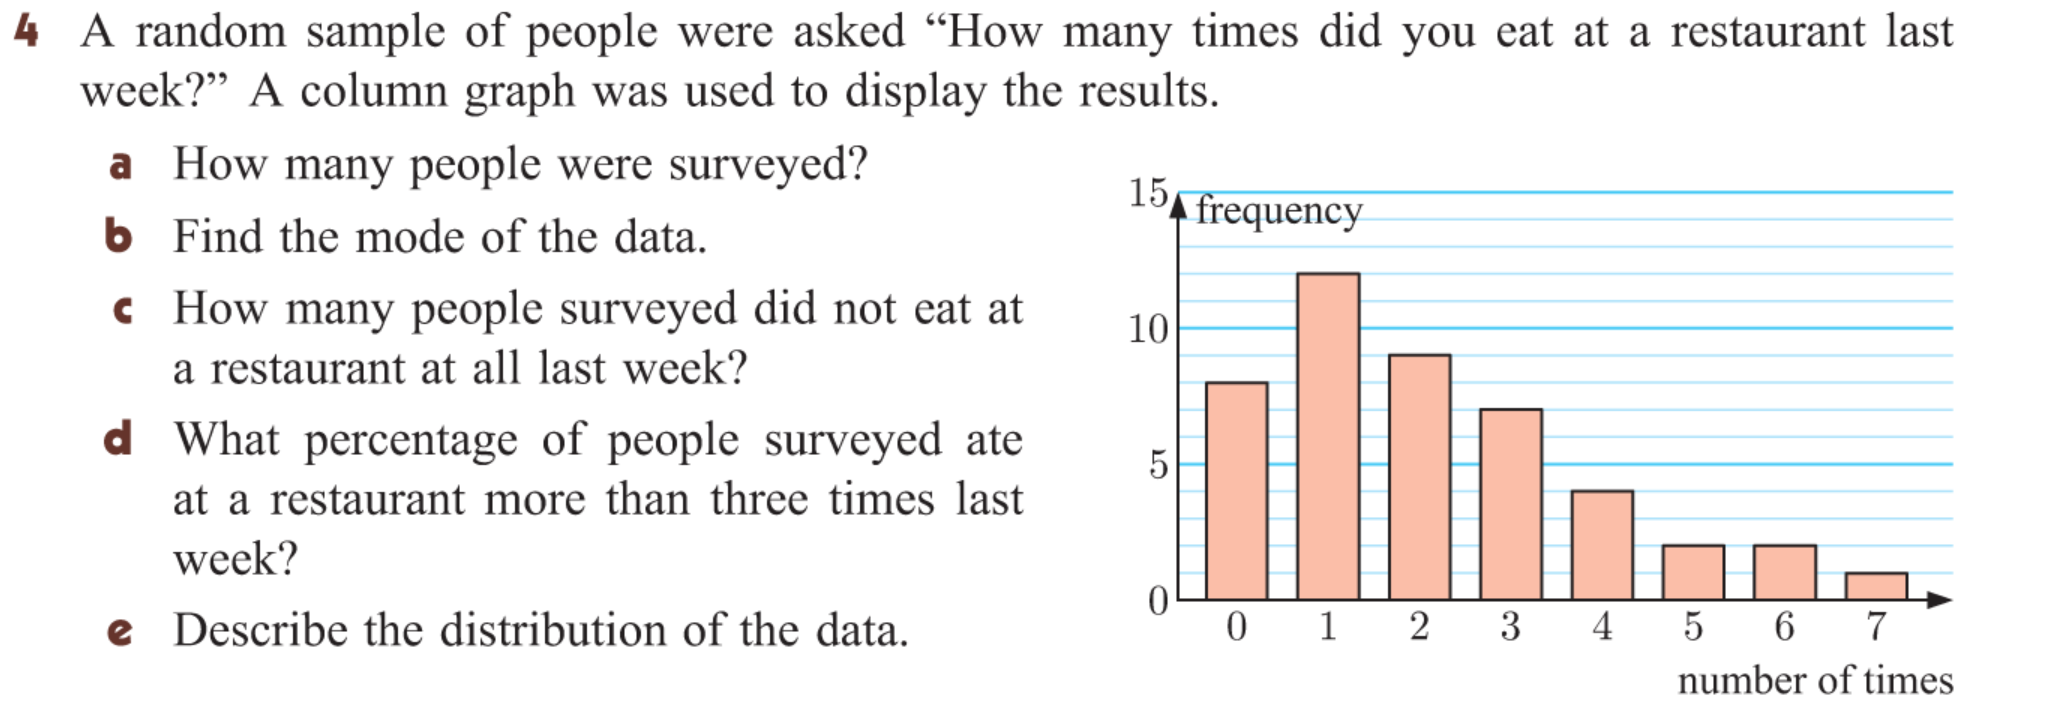 4 A random sample of people were asked “How many times did you eat at a restaurant last
week?” A column graph was used to display the results.
a How many people were surveyed?
b Find the mode of the data.
c How many people surveyed did not eat at
a restaurant at all last week?
d What percentage of people surveyed ate
at a restaurant more than three times last
week?
e Describe the distribution of the data.
15
frequency
10
5
0
0 1 2 3 4 5 6 7
number of times